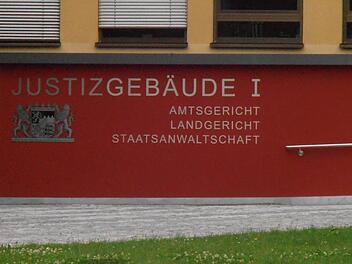 JUSTIZGEBÄUDE I
AMTSGERICHT
LANDGERICHT
STAATSANWALTSCHAFT